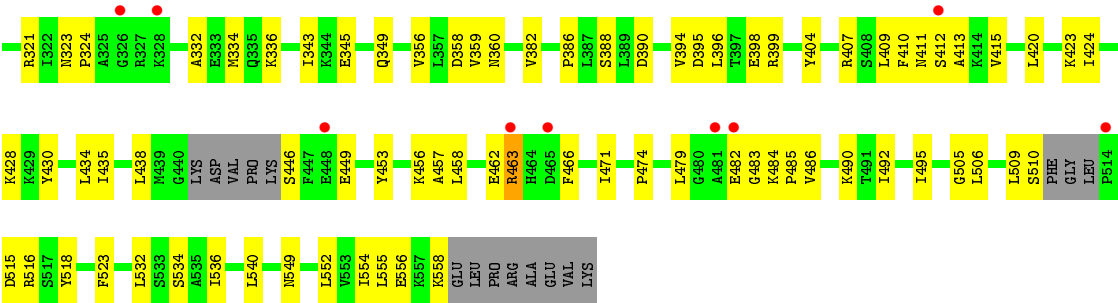 R321 I322 N323 P324 A325 G326 R327 K328 A332 E333 M334 Q335 K336 I343 K344 E345 Q349 V356 L357 D358 V359 N360 V382 P386 L387 S388 L389 D390 V394 D395 L396 T397 E398 R399 Y404 R407 S408 L409 F410 N411 S412 A413 K414 V415 L420 K423 I424
K428 K429 Y430 L434 I435 L438 M439 G440 LYS ASP VAL PRO LYS S446 F447 E448 E449 Y453 K456 A457 L458 E462 R463 H464 D465 F466 I471 P474 L479 G480 A481 E482 G483 K484 P485 V486 K490 T491 I492 I495 G505 L506 L509 S510 PHE GLY LEU P514
D515 R516 S517 Y518 F523 L532 S533 S534 A535 I536 L540 N549 L552 V553 I554 L555 E556 K557 K558 GLU LEU PRO ARG ALA GLU VAL LYS